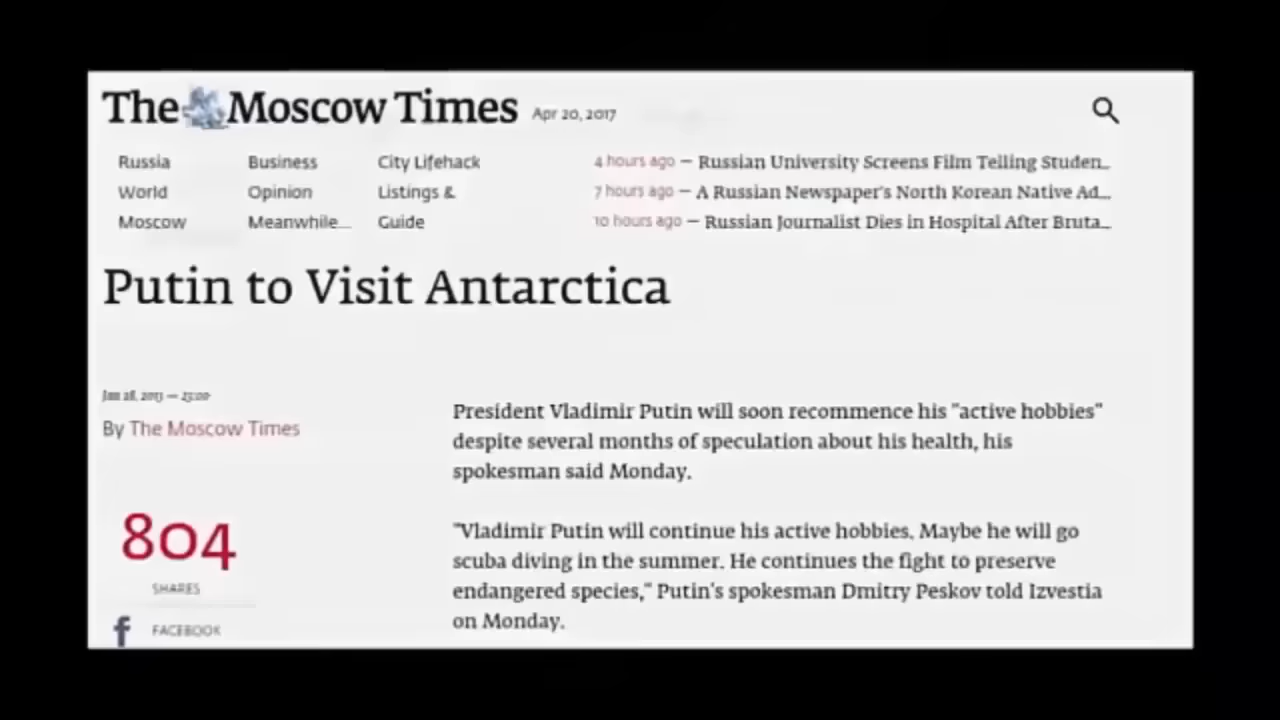 The Moscow Times Apr 20, 2017
Russia Business City Lifehack
World Opinion Listings &
Moscow Meanwhile... Guide
4 hours ago — Russian University Screens Film Telling Studen...
7 hours ago — A Russian Newspaper's North Korean Native Ad...
10 hours ago — Russian Journalist Dies in Hospital After Bruta...
Putin to Visit Antarctica
Jan 28, 2013 — 23:00
By The Moscow Times
804
SHARES
FACEBOOK
President Vladimir Putin will soon recommence his "active hobbies"
despite several months of speculation about his health, his
spokesman said Monday.
"Vladimir Putin will continue his active hobbies. Maybe he will go
scuba diving in the summer. He continues the fight to preserve
endangered species," Putin's spokesman Dmitry Peskov told Izvestia
on Monday.